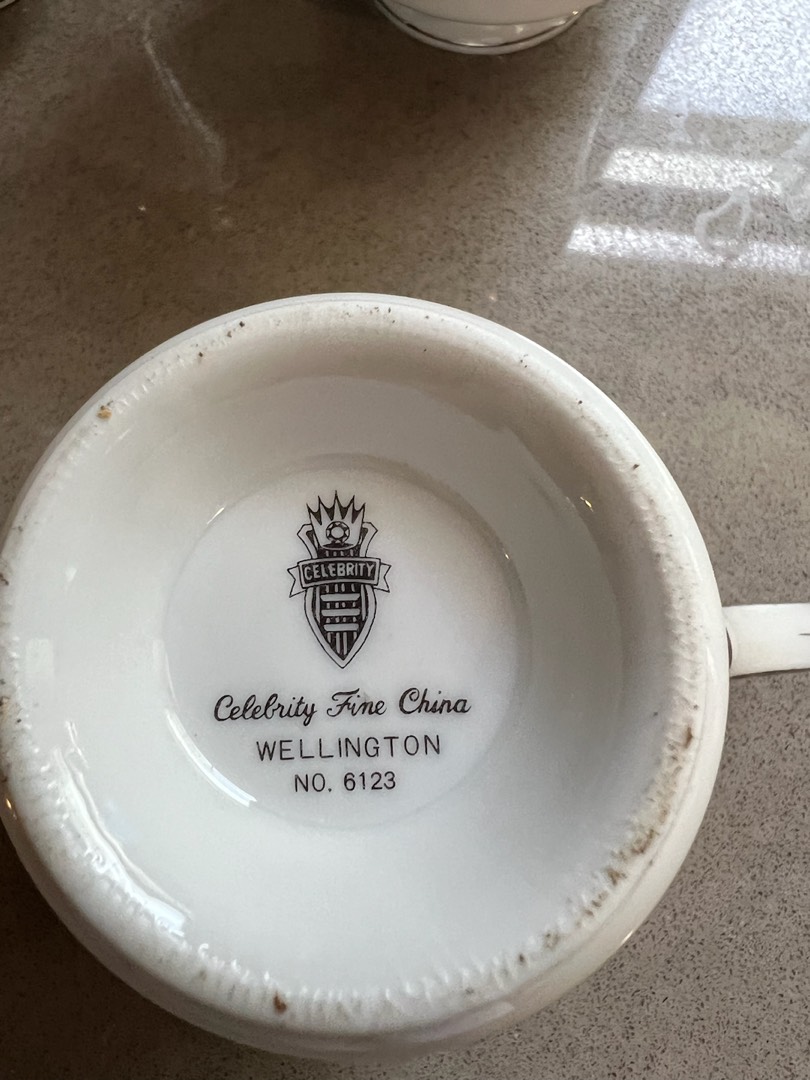 CELEBRITY
Celebrity Fine China
WELLINGTON
NO. 6123